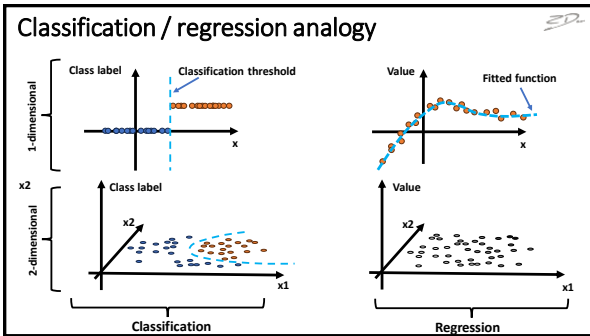 Classification / regression analogy
1-dimensional
Class label
Classification threshold
x
Value
Fitted function
x
2-dimensional
x2
Class label
x2
x1
Value
x2
x1
Classification
Regression